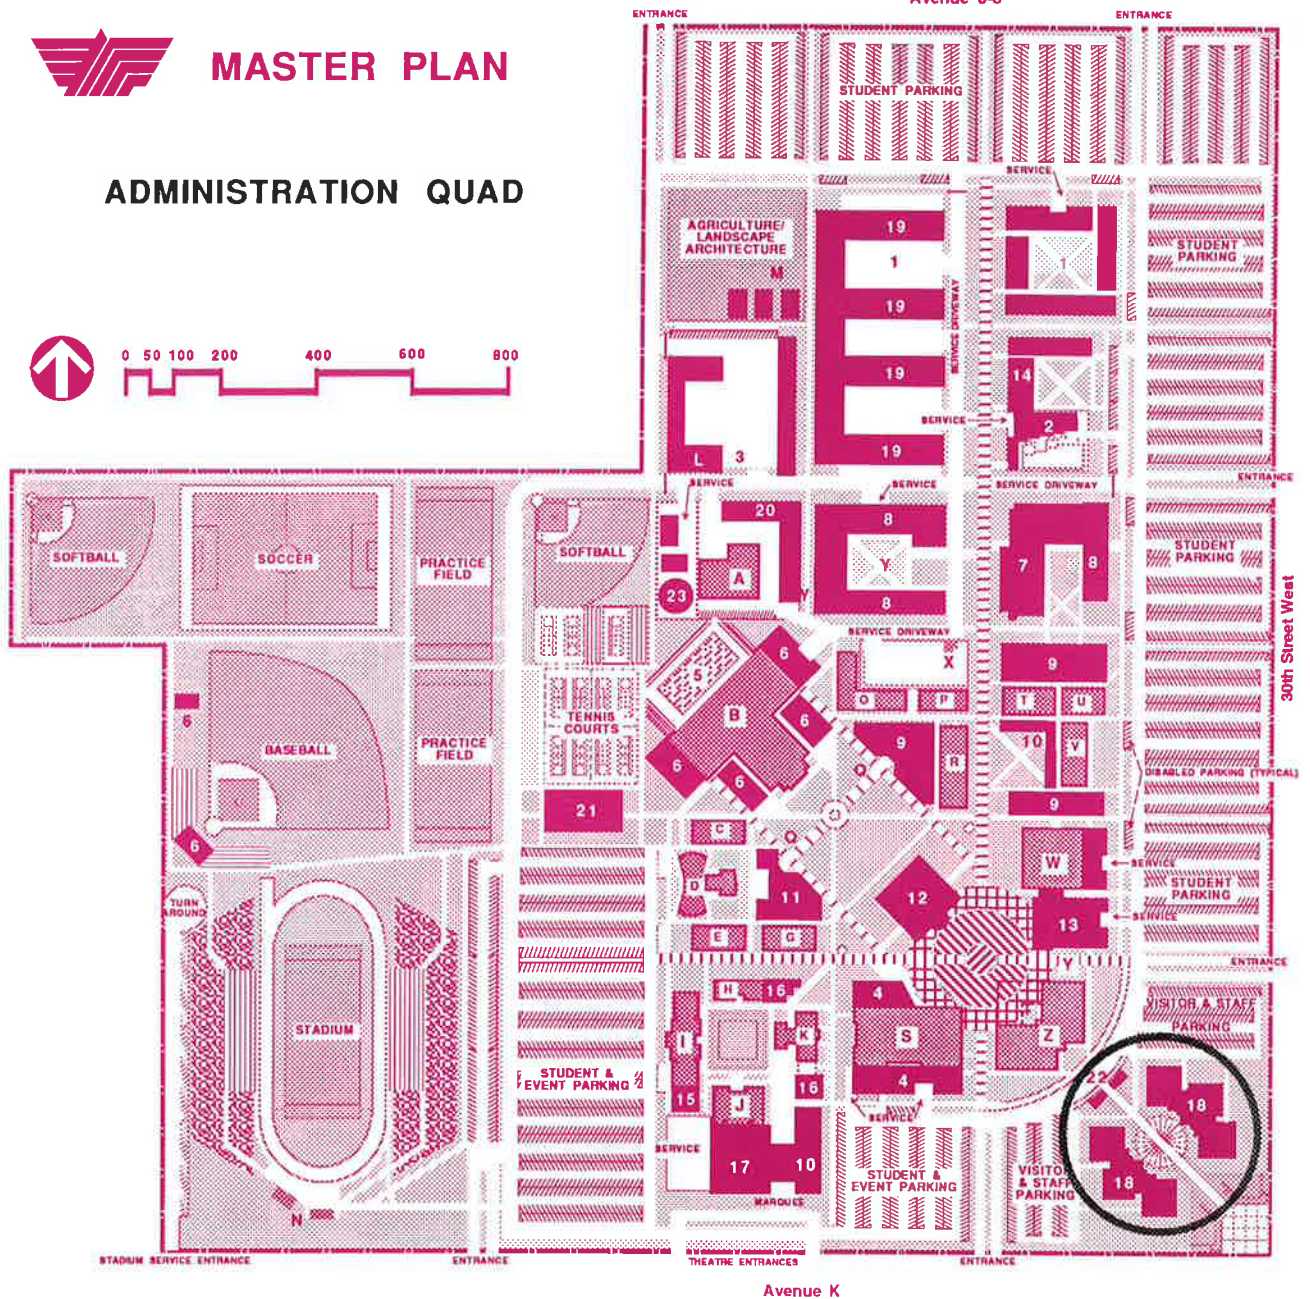 ENTRANCE
ENTRANCE
MASTER PLAN
STUDENT PARKING
ADMINISTRATION QUAD
SERVICE
AGRICULTURE/
LANDSCAPE
ARCHITECTURE
M
19
1
1
STUDENT
PARKING
19
SERVICE DRIVEWAY
0 50 100 200 400 600 800
19
14
SERVICE
2
19
L
3
SERVICE
SERVICE
SERVICE DRIVEWAY
ENTRANCE
20
8
SOFTBALL
SOCCER
PRACTICE
FIELD
SOFTBALL
A
Y
7
8
STUDENT
PARKING
23
Y
8
30th Street West
SERVICE DRIVEWAY
6
X
9
5
6
O
P
T
U
B
TENNIS
COURTS
6
BASEBALL
PRACTICE
FIELD
9
10
V
Q
R
6
6
DISABLED PARKING (TYPICAL)
C
21
9
C
Q
6
W
SERVICE
D
11
12
STUDENT
PARKING
TURN
AROUND
13
SERVICE
E
G
Y
ENTRANCE
H
16
4
VISITOR & STAFF
PARKING
STADIUM
I
K
S
Z
STUDENT &
EVENT PARKING
4
22
16
15
J
18
SERVICE
SERVICE
17
10
STUDENT &
EVENT PARKING
VISITOR
& STAFF
PARKING
18
MARQUEE
N
STADIUM SERVICE ENTRANCE
ENTRANCE
THEATRE ENTRANCES
ENTRANCE
Avenue K